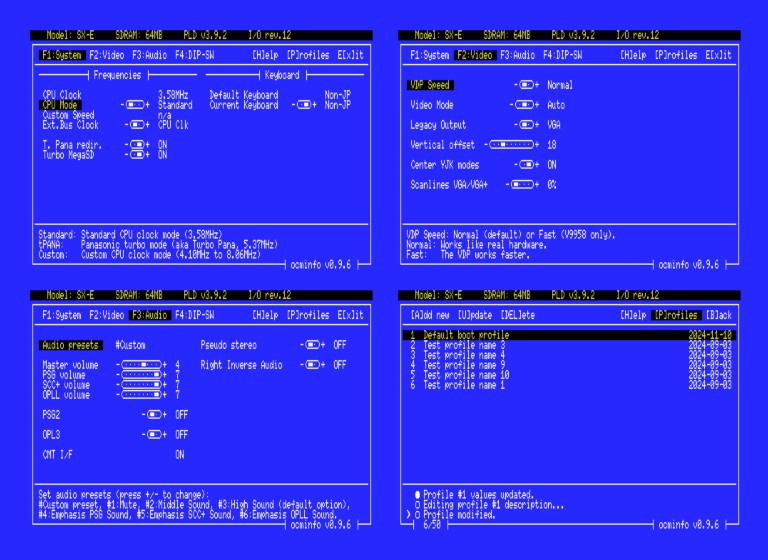 Model: SX-E SDRAM: 64MB PLD v3.9.2 I/O rev.12
F1:System F2:Video F3:Audio F4:DIP-SW [H]elp [P]rofiles E[x]it
Frequencies Keyboard
CPU Clock 3.58MHz Default Keyboard Non-JP
CPU Mode - + Standard Current Keyboard - + Non-JP
Custom Speed n/a
Ext.Bus Clock - + CPU Clk
T. Pana redir. - + ON
Turbo MegaSD - + ON
Standard: Standard CPU clock mode (3.58MHz)
tPANA: Panasonic turbo mode (aka Turbo Pana, 5.37MHz)
Custom: Custom CPU clock mode (4.10MHz to 8.06MHz)
ocminfo v0.9.6
Model: SX-E SDRAM: 64MB PLD v3.9.2 I/O rev.12
F1:System F2:Video F3:Audio F4:DIP-SW [H]elp [P]rofiles E[x]it
VDP Speed - + Normal
Video Mode - + Auto
Legacy Output - + VGA
Vertical offset - + 18
Center YJK modes - + ON
Scanlines VGA/VGA+ - + 0%
VDP Speed: Normal (default) or Fast (V9958 only).
Normal: Works like real hardware.
Fast: The VDP works faster.
ocminfo v0.9.6
Model: SX-E SDRAM: 64MB PLD v3.9.2 I/O rev.12
F1:System F2:Video F3:Audio F4:DIP-SW [H]elp [P]rofiles E[x]it
Audio presets #Custom Pseudo stereo - + OFF
Master volume - + 4 Right Inverse Audio - + OFF
PSG volume - + 7
SCC+ volume - + 7
OPLL volume - + 7
PSG2 - + OFF
OPL3 - + OFF
CMT I/F ON
Set audio presets (press +/- to change):
#Custom preset, #1:Mute, #2:Middle Sound, #3:High Sound (default option),
#4:Emphasis PSG Sound, #5:Emphasis SCC+ Sound, #6:Emphasis OPLL Sound.
ocminfo v0.9.6
Model: SX-E SDRAM: 64MB PLD v3.9.2 I/O rev.12
[A]dd new [U]pdate [DEL]ete [H]elp [P]rofiles [B]ack
1 Default boot profile 2024-11-10
2 Test profile name 3 2024-09-03
3 Test profile name 4 2024-09-03
4 Test profile name 9 2024-09-03
5 Test profile name 10 2024-09-03
6 Test profile name 1 2024-09-03
Profile #1 values updated.
Editing profile #1 description...
Profile modified.
6/50 ocminfo v0.9.6